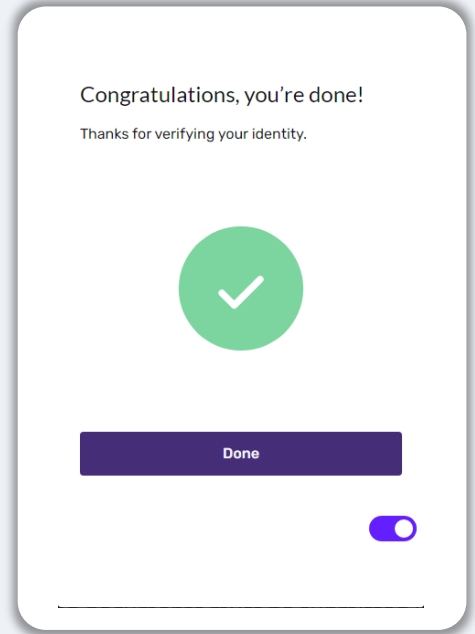 Congratulations, you’re done!
Thanks for verifying your identity.
Done